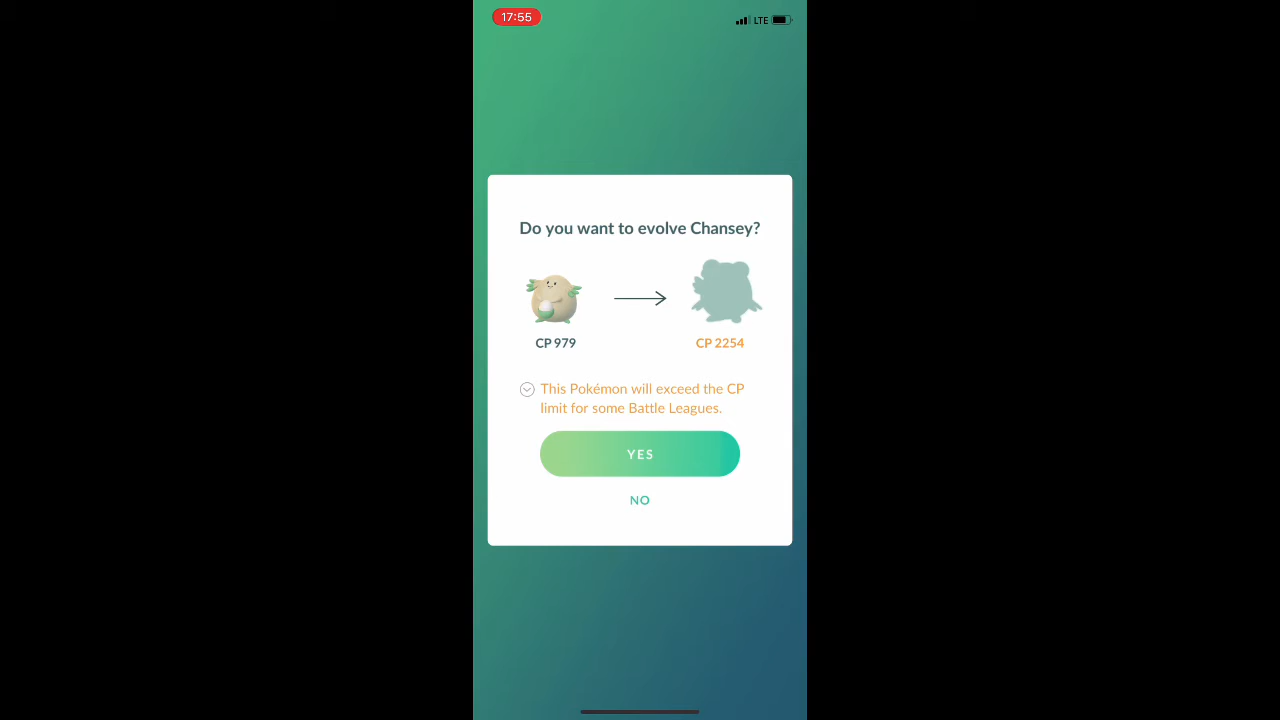 17:55
LTE
Do you want to evolve Chansey?
CP 979
CP 2254
This Pokémon will exceed the CP
limit for some Battle Leagues.
YES
NO